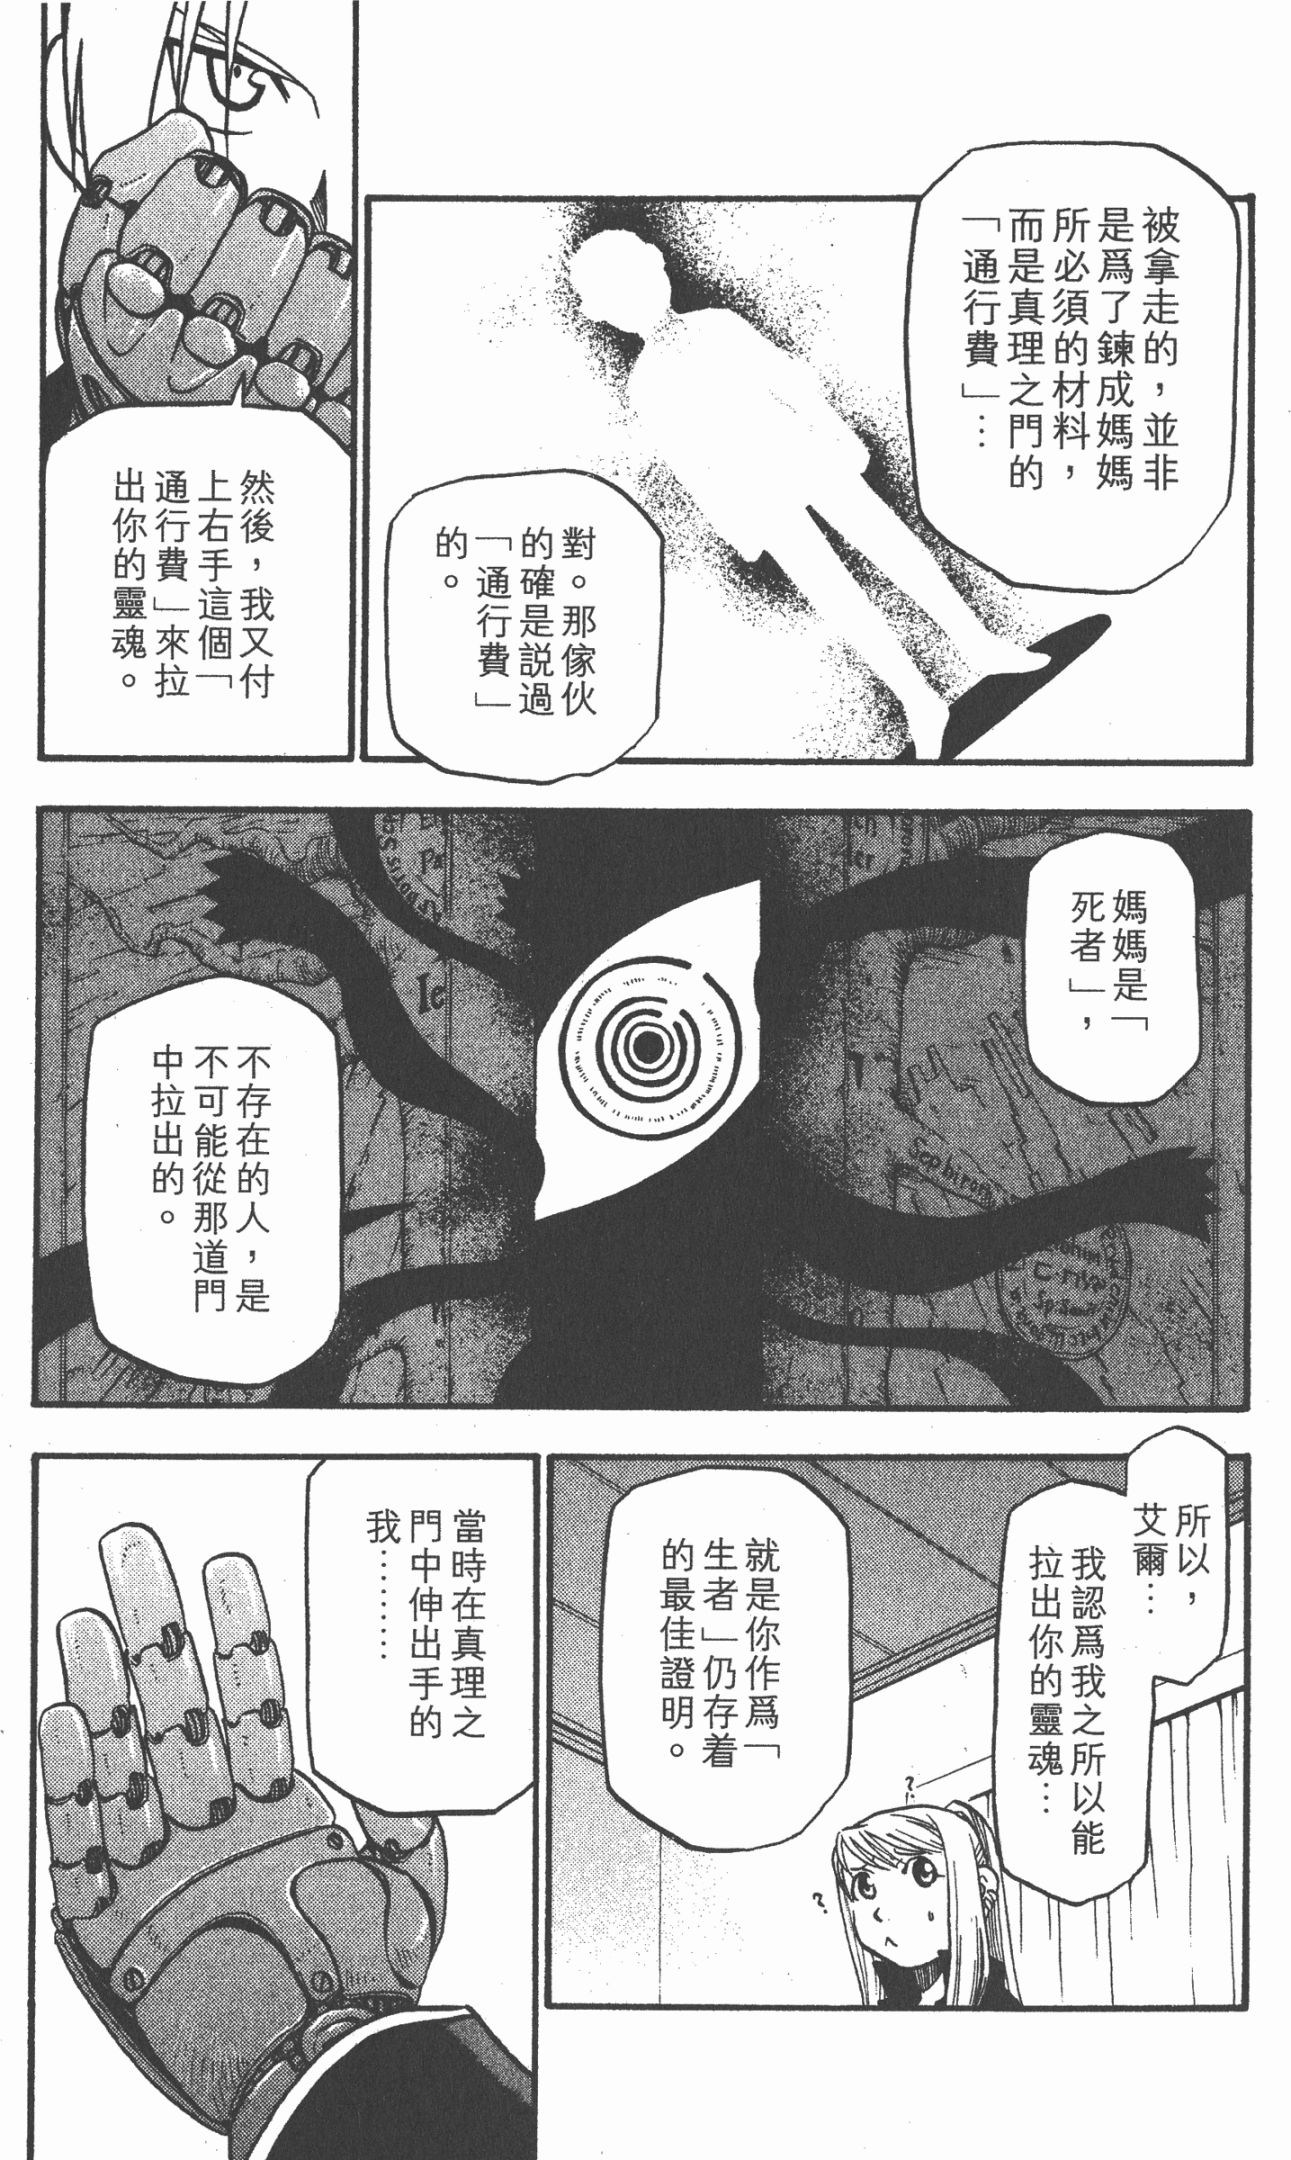 被拿走的，並非
是爲了鍊成媽媽
所必須的材料，
而是真理之門的
「通行費」…
對。那傢伙
的確是説過
「通行費」
的。
然後，我又付
上右手這個「
通行費」來拉
出你的靈魂。
媽媽是「
死者」，
不存在的人，是
不可能從那道門
中拉出的。
所以，
艾爾…
我認爲我之所以能
拉出你的靈魂…
就是你作爲「
生者」仍存着
的最佳證明。
?
?
當時在真理之
門中伸出手的
我………